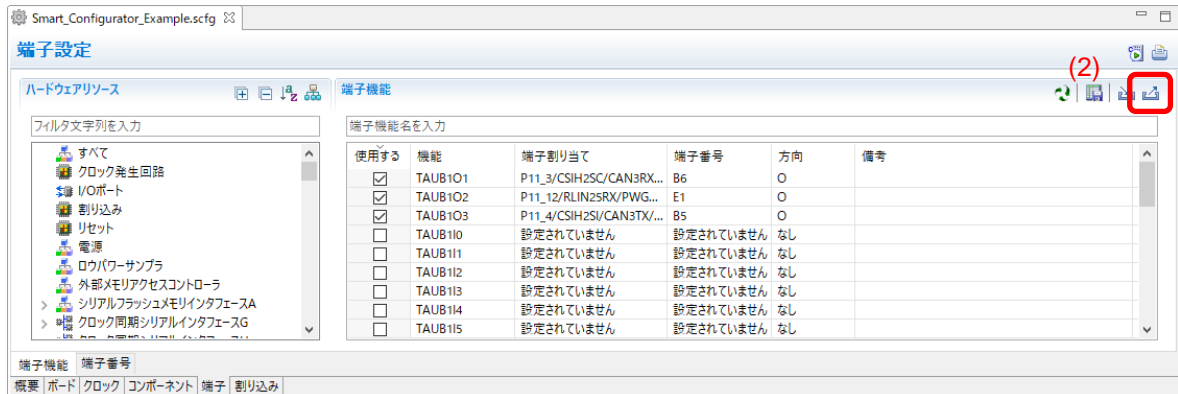 Smart_Configurator_Example.scfg
端子設定
(2)
ハードウェアリソース
端子機能
フィルタ文字列を入力
端子機能名を入力
すべて
クロック発生回路
I/Oポート
割り込み
リセット
電源
ロウパワーサンプラ
外部メモリアクセスコントローラ
シリアルフラッシュメモリインタフェースA
クロック同期シリアルインタフェースG
使用する 機能 端子割り当て 端子番号 方向 備考
TAUB1O1 P11_3/CSIH2SC/CAN3RX... B6 O
TAUB1O2 P11_12/RLIN25RX/PWG... E1 O
TAUB1O3 P11_4/CSIH2SI/CAN3TX/... B5 O
TAUB1I0 設定されていません 設定されていません なし
TAUB1I1 設定されていません 設定されていません なし
TAUB1I2 設定されていません 設定されていません なし
TAUB1I3 設定されていません 設定されていません なし
TAUB1I4 設定されていません 設定されていません なし
TAUB1I5 設定されていません 設定されていません なし
端子機能 端子番号
概要 ボード クロック コンポーネント 端子 割り込み